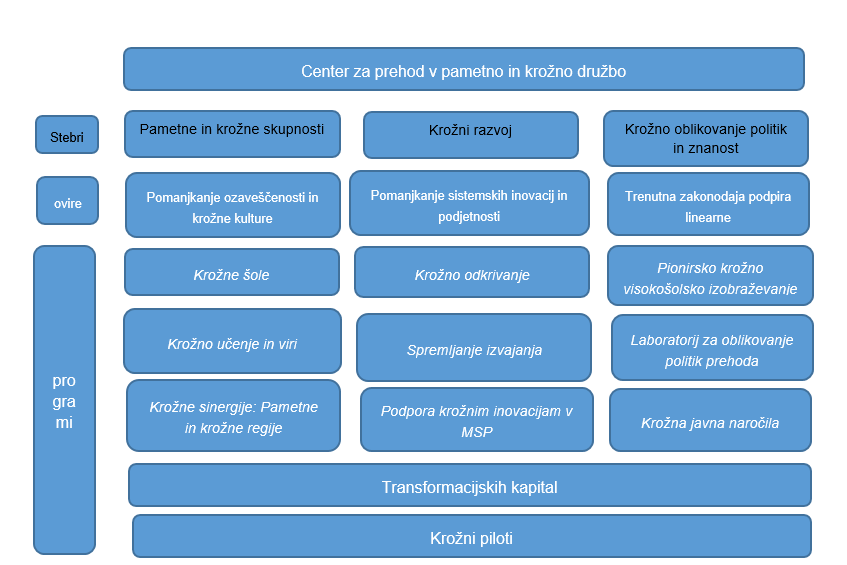 Center za prehod v pametno in krožno družbo
Stebri
Pametne in krožne skupnosti
Krožni razvoj
Krožno oblikovanje politik
in znanost
ovire
Pomanjkanje ozaveščenosti in
krožne kulture
Pomanjkanje sistemskih inovacij in
podjetnosti
Trenutna zakonodaja podpira
linearne
pro
gra
mi
Krožne šole
Krožno odkrivanje
Pionirsko krožno
visokošolsko izobraževanje
Krožno učenje in viri
Spremljanje izvajanja
Laboratorij za oblikovanje
politik prehoda
Krožne sinergije: Pametne
in krožne regije
Podpora krožnim inovacijam v
MSP
Krožna javna naročila
Transformacijskih kapital
Krožni piloti